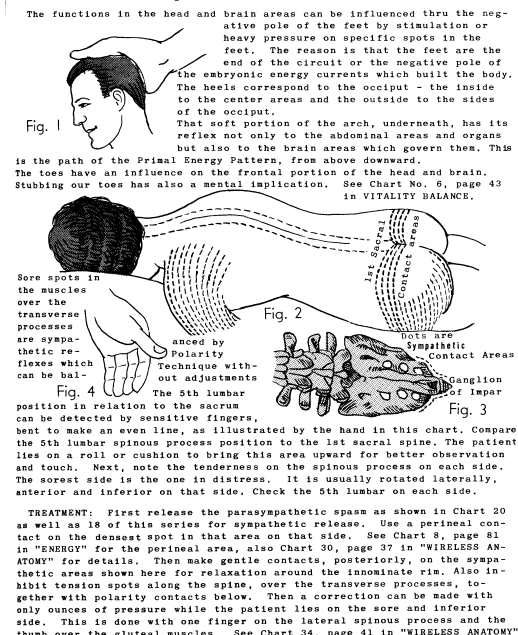 The functions in the head and brain areas can be influenced thru the neg-
ative pole of the feet by stimulation or
heavy pressure on specific spots in the
feet. The reason is that the feet are the
end of the circuit or the negative pole of
the embryonic energy currents which built the body.
The heels correspond to the occiput - the inside
to the center areas and the outside to the sides
of the occiput.
Fig. 1
That soft portion of the arch, underneath, has its
reflex not only to the abdominal areas and organs
but also to the brain areas which govern them. This
is the path of the Primal Energy Pattern, from above downward.
The toes have an influence on the frontal portion of the head and brain.
Stubbing our toes has also a mental implication. See Chart No. 6, page 43
in VITALITY BALANCE.
1st Sacral
Contact areas
Fig. 2
Sore spots in
the muscles
over the
transverse
processes
are sympa-
thetic re-
flexes which
can be bal-
Fig. 4
anced by
Polarity
Technique with-
out adjustments
Dots are
Sympathetic
Contact Areas
Ganglion
of Impar
Fig. 3
The 5th lumbar
position in relation to the sacrum
can be detected by sensitive fingers,
bent to make an even line, as illustrated by the hand in this chart. Compare
the 5th lumbar spinous process position to the 1st sacral spine. The patient
lies on a roll or cushion to bring this area upward for better observation
and touch. Next, note the tenderness on the spinous process on each side.
The sorest side is the one in distress. It is usually rotated laterally,
anterior and inferior on that side. Check the 5th lumbar on each side.
TREATMENT: First release the parasympathetic spasm as shown in Chart 20
as well as 18 of this series for sympathetic release. Use a perineal con-
tact on the densest spot in that area on that side. See Chart 8, page 81
in "ENERGY" for the perineal area, also Chart 30, page 37 in "WIRELESS AN-
ATOMY" for details. Then make gentle contacts, posteriorly, on the sympa-
thetic areas shown here for relaxation around the innominate rim. Also in-
hibit tension spots along the spine, over the transverse processes, to-
gether with polarity contacts below. Then a correction can be made with
only ounces of pressure while the patient lies on the sore and inferior
side. This is done with one finger on the lateral spinous process and the
thumb over the gluteal muscles. See Chart 34, page 41 in "WIRELESS ANATOMY"